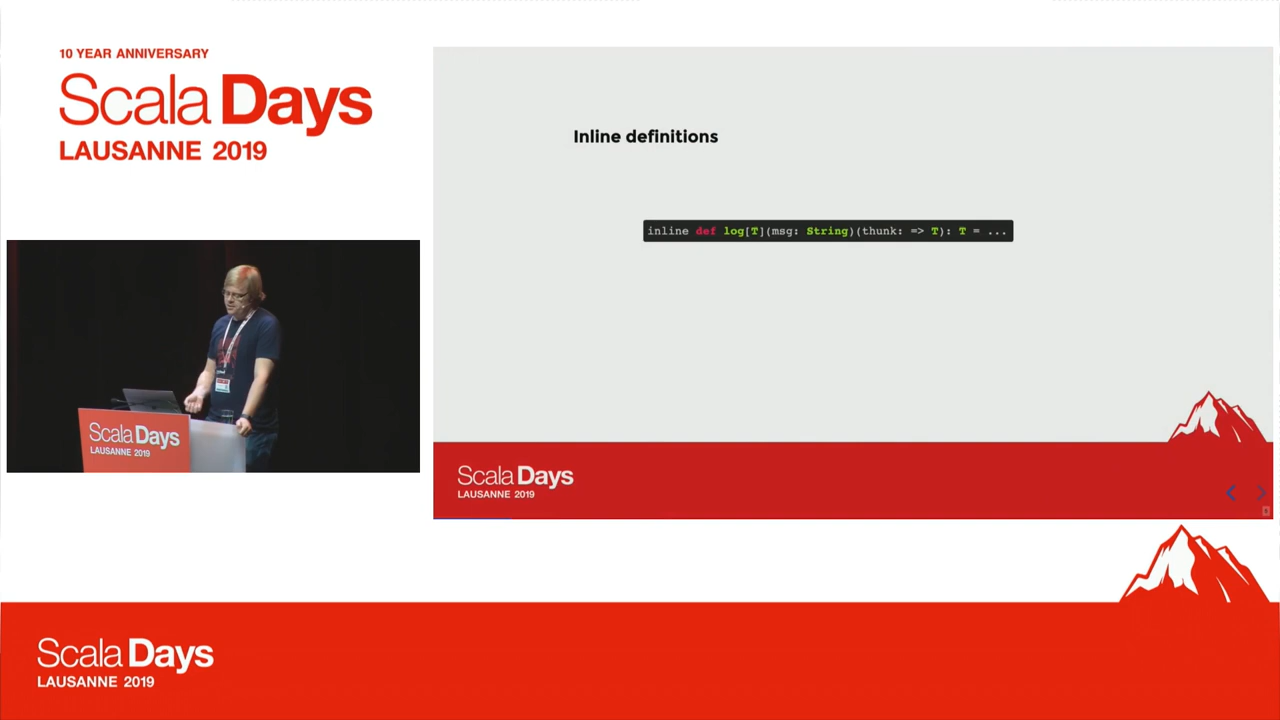 10 YEAR ANNIVERSARY
Scala Days
LAUSANNE 2019
Inline definitions
inline def log[T](msg: String)(thunk: => T): T = ...
Scala Days
LAUSANNE 2019
Scala Days
LAUSANNE 2019
Scala Days
LAUSANNE 2019